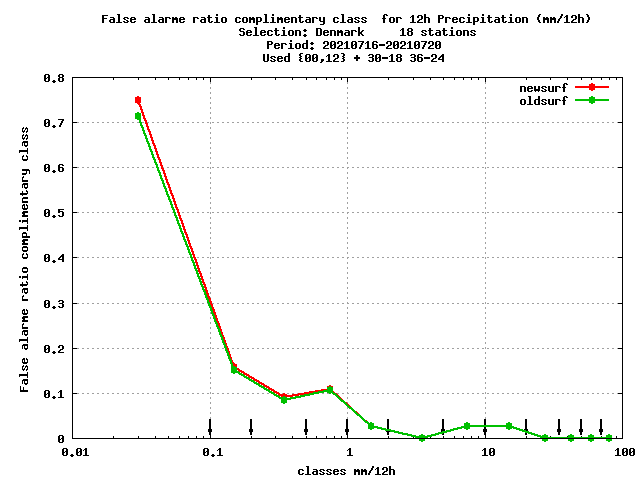 False alarme ratio complimentary class  for 12h Precipitation (mm/12h)
Selection: Denmark     18 stations
Period: 20210716-20210720
Used {00,12} + 30-18 36-24
newsurf
oldsurf
False alarme ratio complimentary class
0.8
0.7
0.6
0.5
0.4
0.3
0.2
0.1
0
0.01 0.1 1 10 100
classes mm/12h